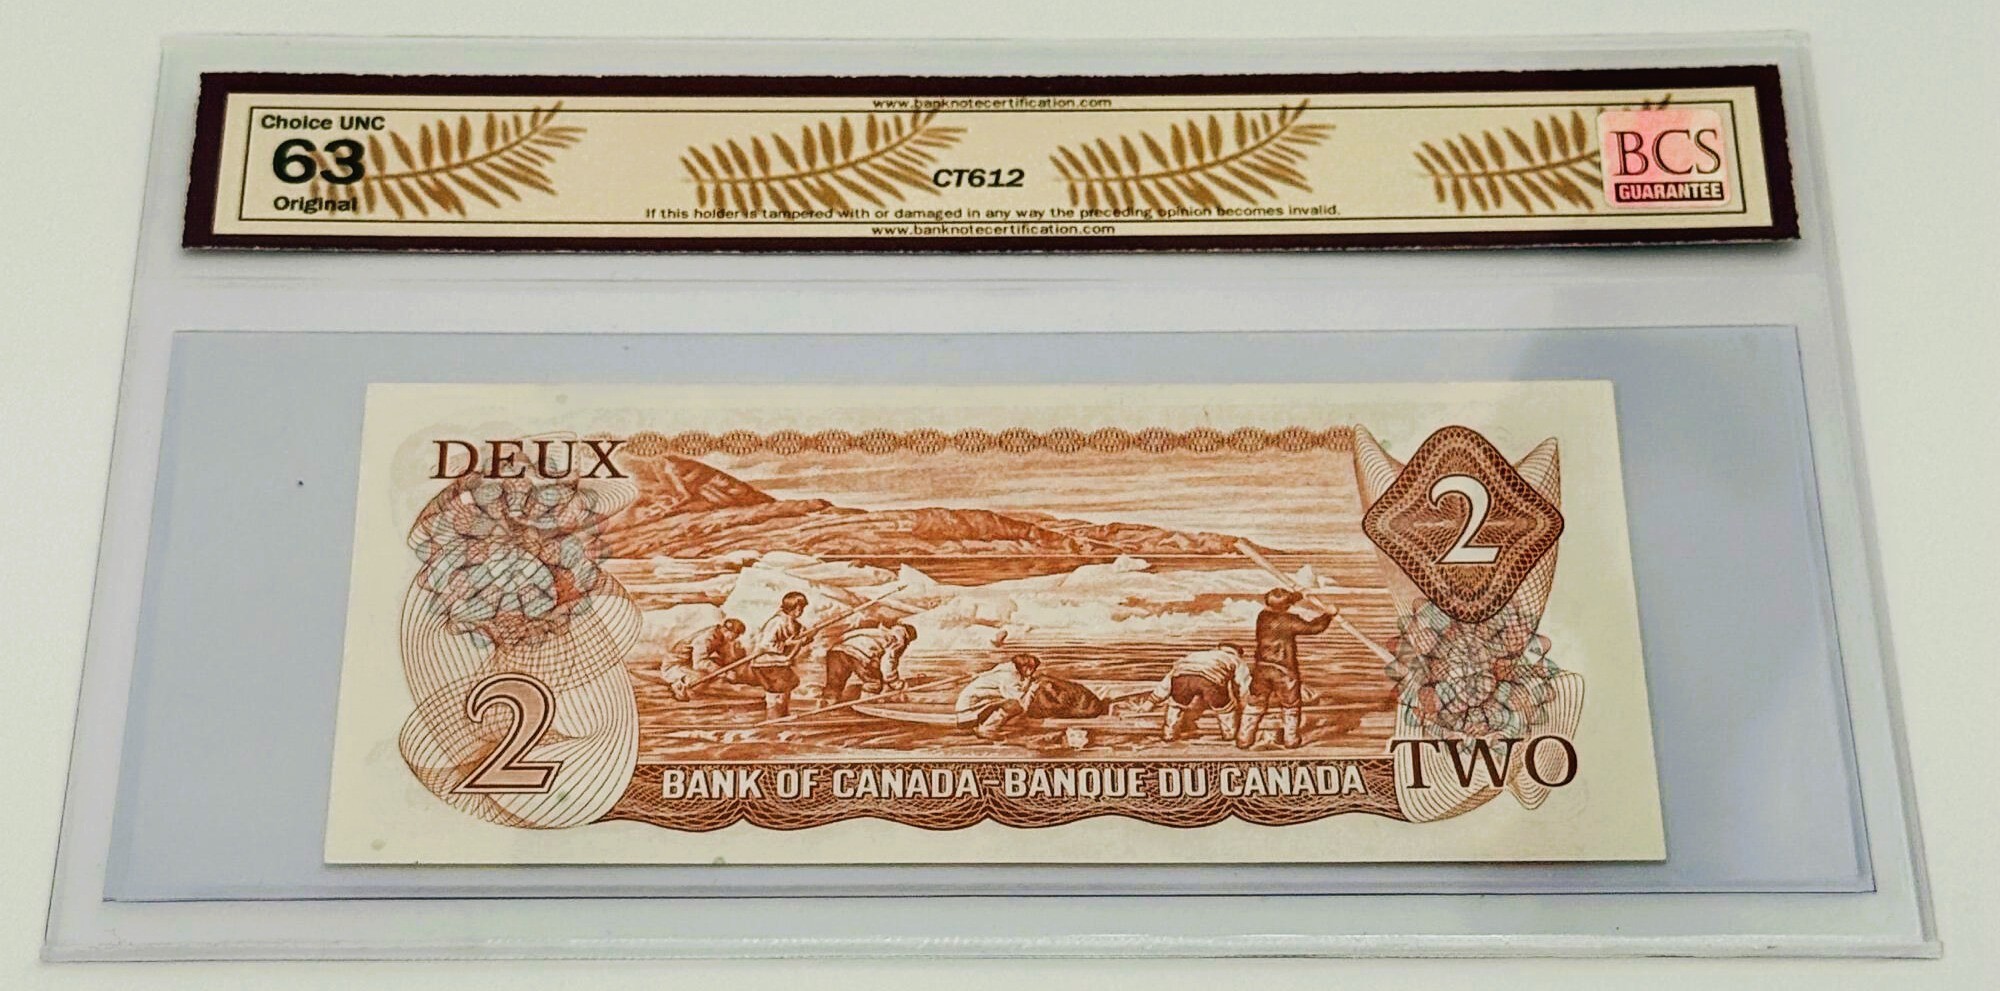 www.banknotecertification.com
Choice UNC
63
Original
CT612
If this holder is tampered with or damaged in any way the preceding opinion becomes invalid.
www.banknotecertification.com
BCS
GUARANTEE
DEUX
2
2
TWO
BANK OF CANADA-BANQUE DU CANADA